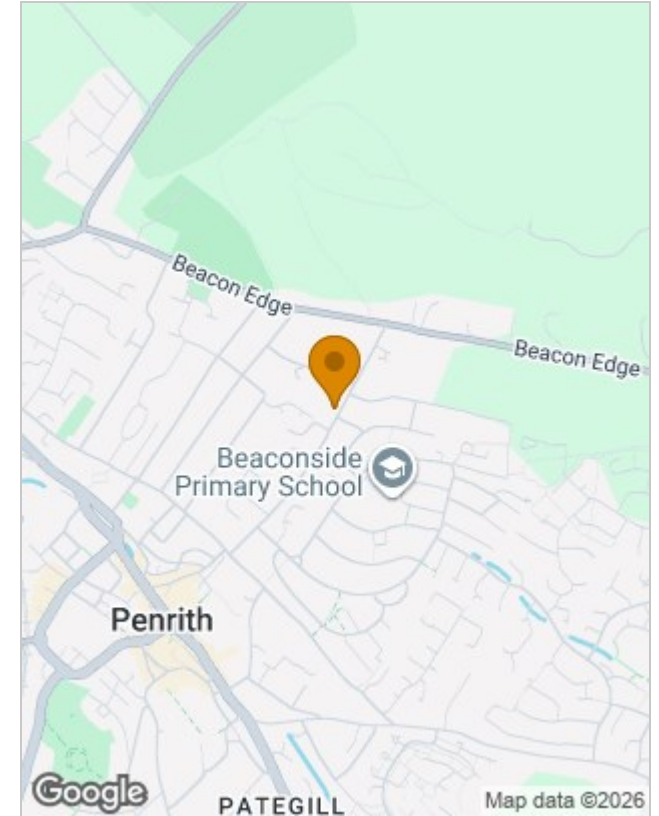 Beacon Edge
Beacon Edge
Beaconside
Primary School
Penrith
PATEGILL
Google
Map data ©2026